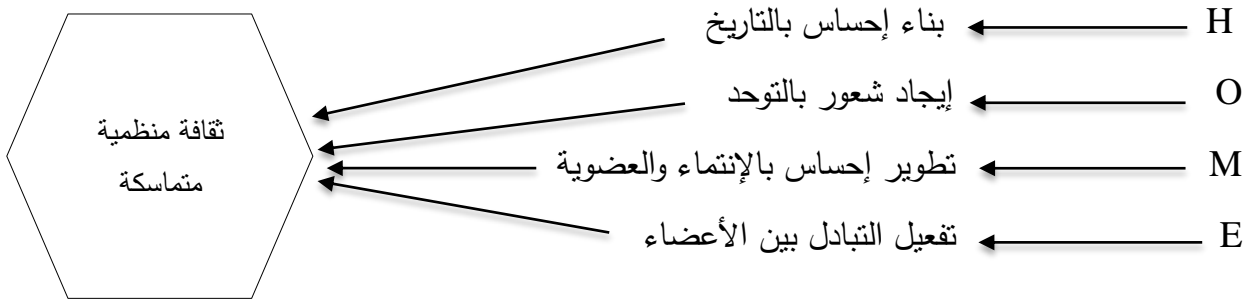 H
بناء إحساس بالتاريخ
O
إيجاد شعور بالتوحد
M
تطوير إحساس بالإنتماء والعضوية
E
تفعيل التبادل بين الأعضاء
ثقافة منظمية
متماسكة